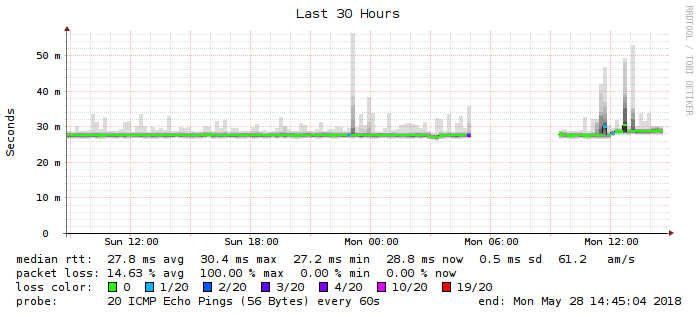 Last 30 Hours
RRDTOOL / TOBI OETIKER
Seconds
50 m
40 m
30 m
20 m
10 m
0
Sun 12:00 Sun 18:00 Mon 00:00 Mon 06:00 Mon 12:00
median rtt: 27.8 ms avg 30.4 ms max 27.2 ms min 28.8 ms now 0.5 ms sd 61.2 am/s
packet loss: 14.63 % avg 100.00 % max 0.00 % min 0.00 % now
loss color: 0 1/20 2/20 3/20 4/20 10/20 19/20
probe: 20 ICMP Echo Pings (56 Bytes) every 60s end: Mon May 28 14:45:04 2018